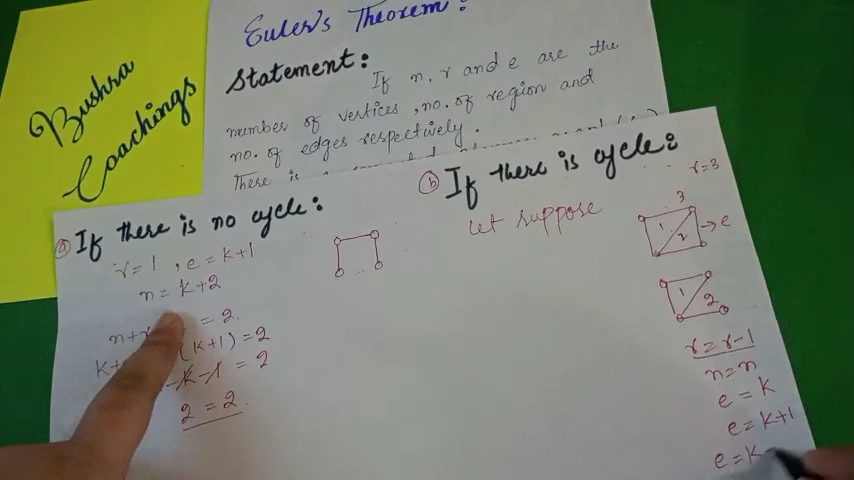 Bushra
Coachings
Euler's Theorem:
Statement:
If n, r and e are the
number of vertices, no. of region and
no. of edges respectively.
There is a
a If there is no cycle:
r=1, e=k+1
n=k+2
n+ = 2
k+ (k+1) = 2
-k-1 = 2
2 = 2
b If there is cycle:
Let suppose
r=3
3
1
2
→e
1
2
r=r-1
n=n
e=k
e=k+1
e=k